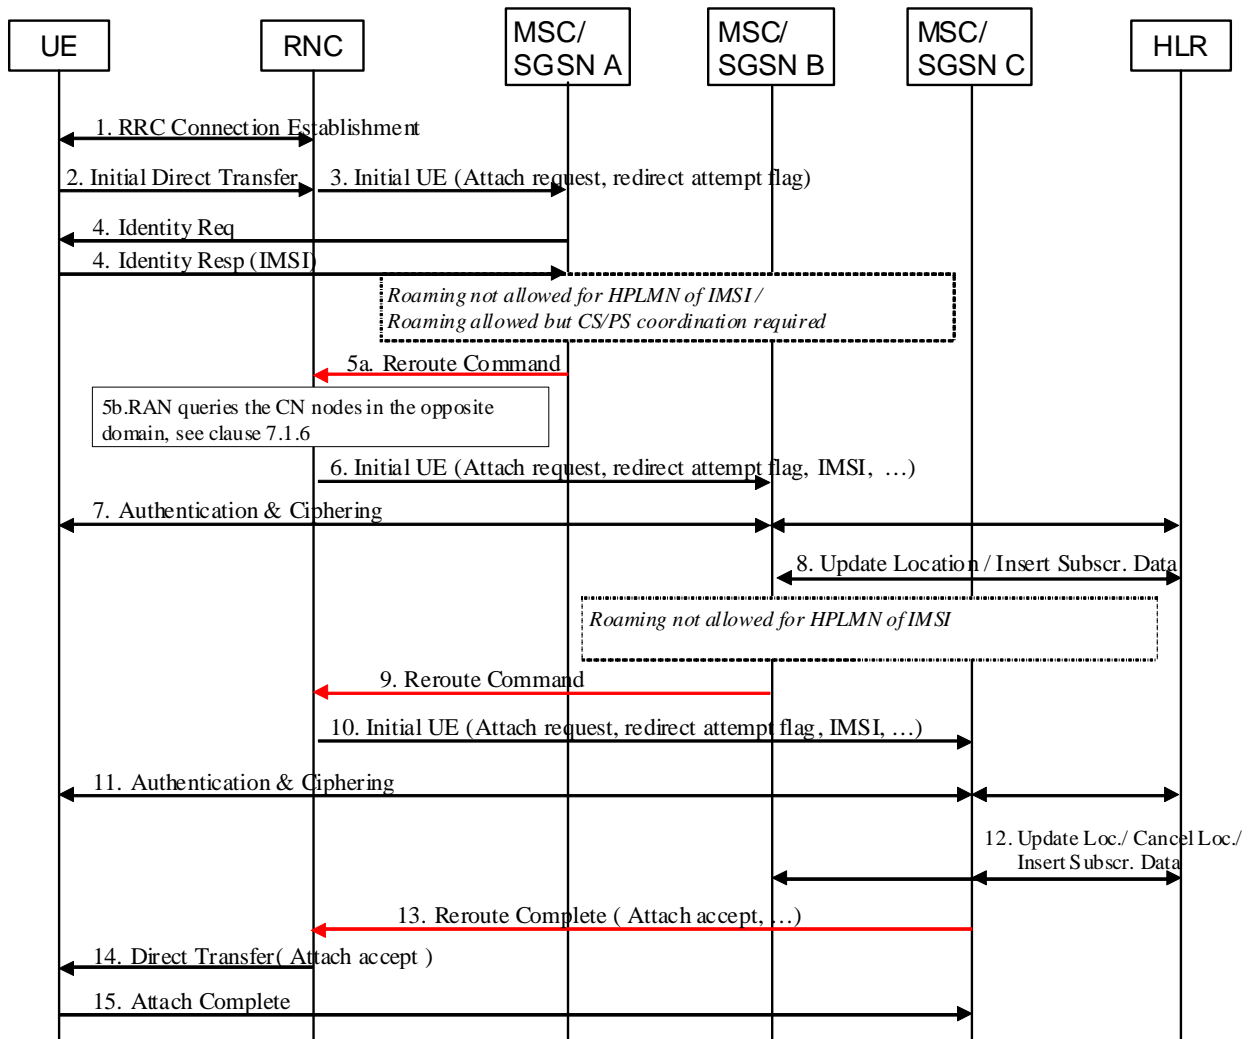 UE
RNC
MSC/
SGSN A
MSC/
SGSN B
MSC/
SGSN C
HLR
1. RRC Connection Establishment
2. Initial Direct Transfer
3. Initial UE (Attach request, redirect attempt flag)
4. Identity Req
4. Identity Resp (IMSI)
Roaming not allowed for HPLMN of IMSI /
Roaming allowed but CS/PS coordination required
5a. Reroute Command
5b.RAN queries the CN nodes in the opposite
domain, see clause 7.1.6
6. Initial UE (Attach request, redirect attempt flag, IMSI, …)
7. Authentication & Ciphering
8. Update Location / Insert Subscr. Data
Roaming not allowed for HPLMN of IMSI
9. Reroute Command
10. Initial UE (Attach request, redirect attempt flag, IMSI, …)
11. Authentication & Ciphering
12. Update Loc./ Cancel Loc./
Insert Subscr. Data
13. Reroute Complete ( Attach accept, …)
14. Direct Transfer( Attach accept )
15. Attach Complete